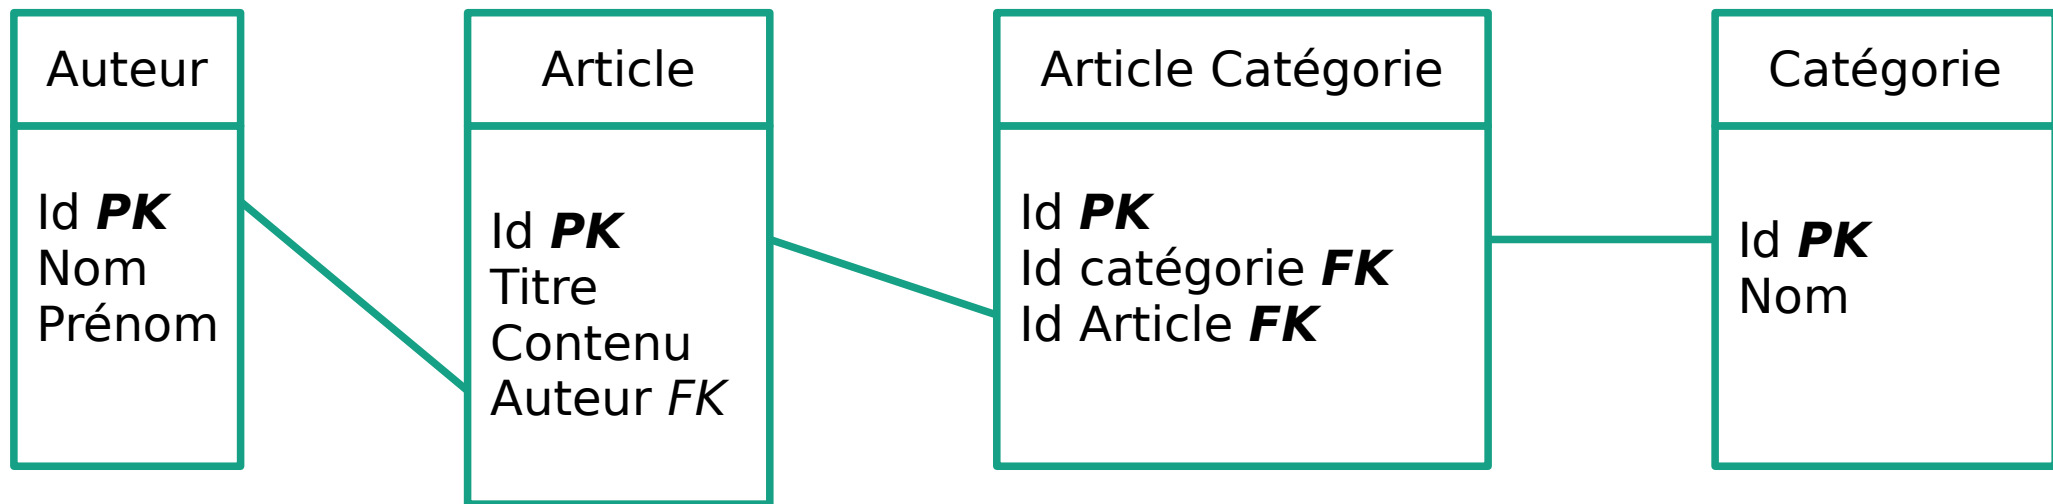 Auteur
Id PK
Nom
Prénom
Article
Id PK
Titre
Contenu
Auteur FK
Article Catégorie
Id PK
Id catégorie FK
Id Article FK
Catégorie
Id PK
Nom